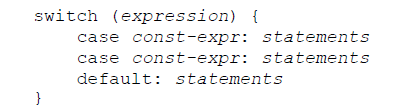 switch (expression) {
    case const-expr: statements
    case const-expr: statements
    default: statements
}